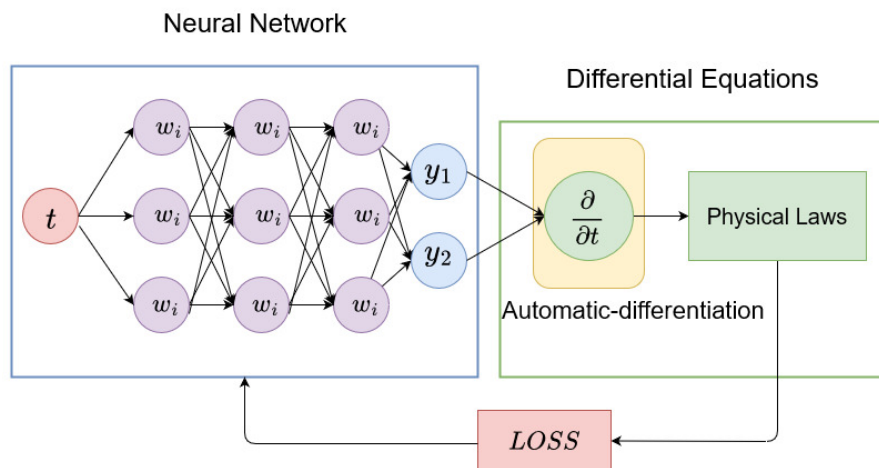 Neural Network
Differential Equations
w_i w_i w_i
y_1
t
w_i w_i w_i
∂/∂t
Physical Laws
y_2
w_i w_i w_i
Automatic-differentiation
LOSS